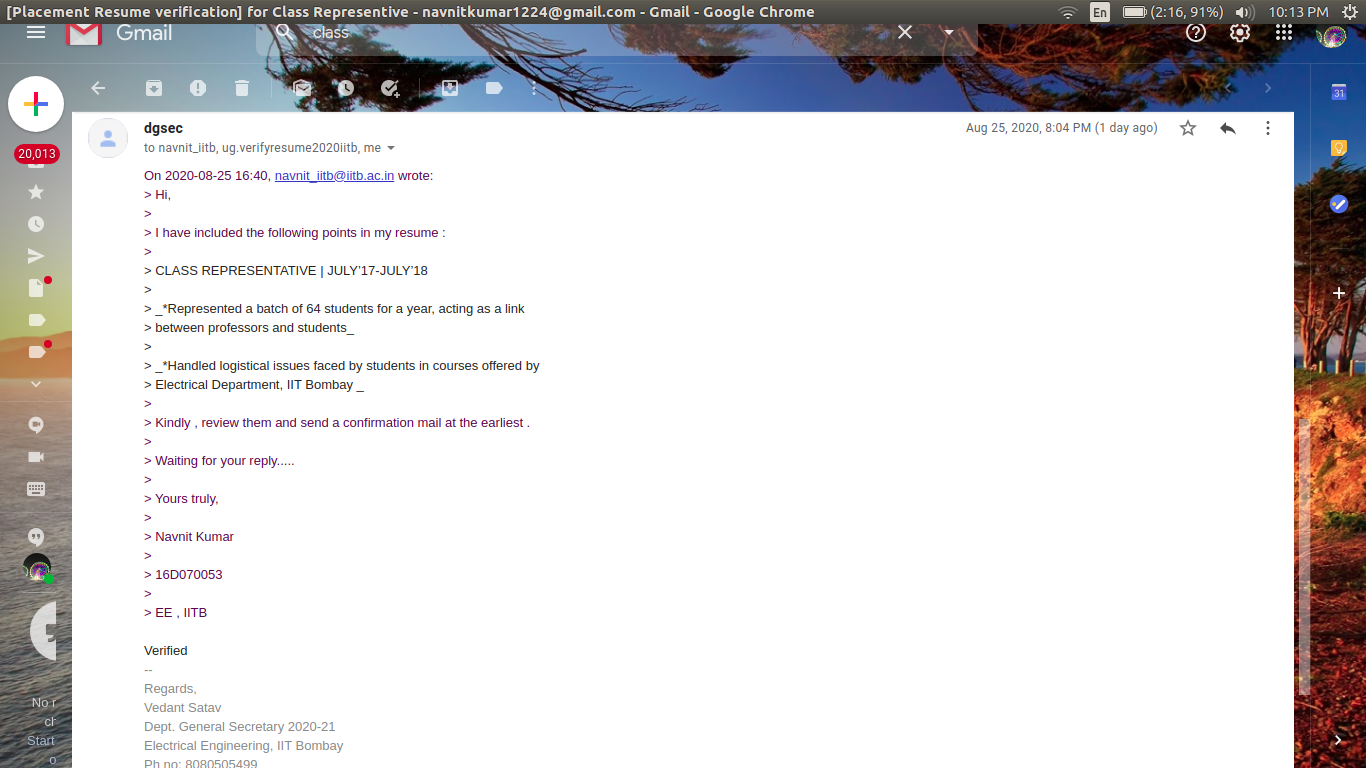 [Placement Resume verification] for Class Representive - navnitkumar1224@gmail.com - Gmail - Google Chrome
En
(2:16, 91%)
10:13 PM
Gmail
class
31
20,013
dgsec
Aug 25, 2020, 8:04 PM (1 day ago)
to navnit_iitb, ug.verifyresume2020iitb, me
On 2020-08-25 16:40, navnit_iitb@iitb.ac.in wrote:
> Hi,
>
> I have included the following points in my resume :
>
> CLASS REPRESENTATIVE | JULY'17-JULY'18
>
> _*Represented a batch of 64 students for a year, acting as a link
> between professors and students_
>
> _*Handled logistical issues faced by students in courses offered by
> Electrical Department, IIT Bombay _
>
> Kindly , review them and send a confirmation mail at the earliest .
>
> Waiting for your reply.....
>
> Yours truly,
>
> Navnit Kumar
>
> 16D070053
>
> EE , IITB
Verified
--
Regards,
Vedant Satav
Dept. General Secretary 2020-21
Electrical Engineering, IIT Bombay
Ph no: 8080505499
No r
Start